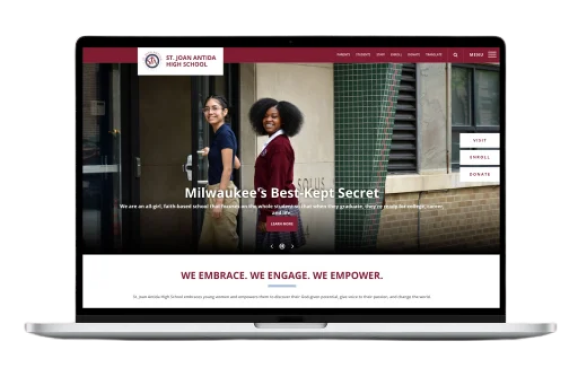 ST. JOAN ANTIDA
HIGH SCHOOL
PARENTS STUDENTS STAFF ENROLL DONATE TRANSLATE
MENU
VISIT
ENROLL
DONATE
Milwaukee's Best-Kept Secret
We are an all-girl, faith-based school that focuses on the whole student so that when they graduate, they're ready for college, career,
and life.
LEARN MORE
WE EMBRACE. WE ENGAGE. WE EMPOWER.
St. Joan Antida High School embraces young women and empowers them to discover their God-given potential, give voice to their passion, and change the world.